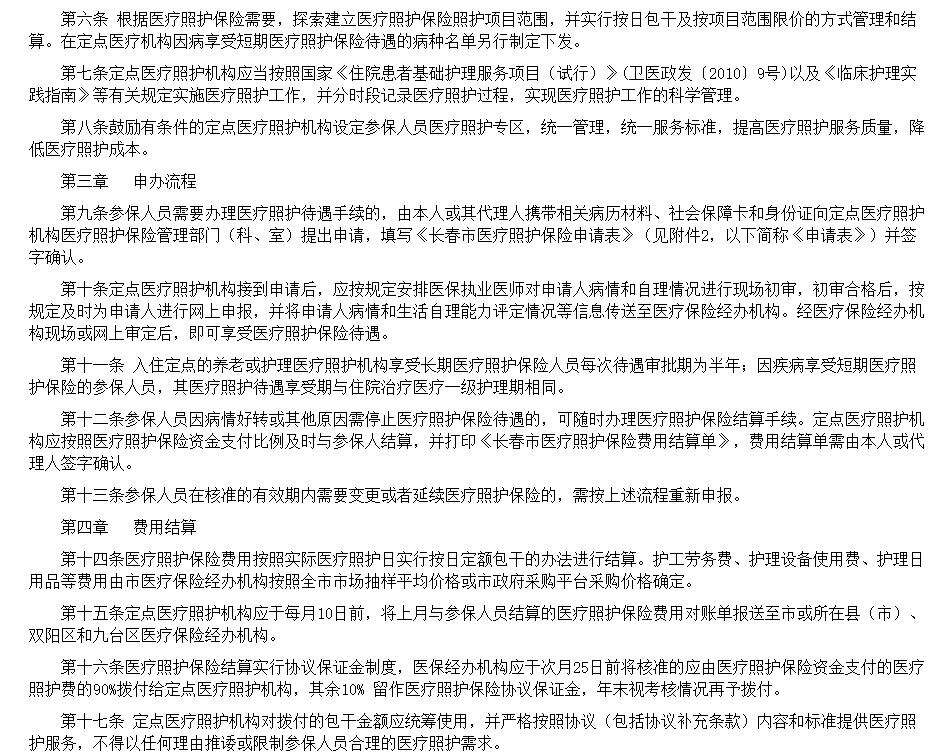 第六条 根据医疗照护保险需要，探索建立医疗照护保险照护项目范围，并实行按日包干及按项目范围限价的方式管理和结
算。在定点医疗机构因病享受短期医疗照护保险待遇的病种名单另行制定下发。
第七条定点医疗照护机构应当按照国家《住院患者基础护理服务项目（试行）》(卫医政发〔2010〕9号)以及《临床护理实
践指南》等有关规定实施医疗照护工作，并分时段记录医疗照护过程，实现医疗照护工作的科学管理。
第八条鼓励有条件的定点医疗照护机构设定参保人员医疗照护专区，统一管理，统一服务标准，提高医疗照护服务质量，降
低医疗照护成本。
第三章 申办流程
第九条参保人员需要办理医疗照护待遇手续的，由本人或其代理人携带相关病历材料、社会保障卡和身份证向定点医疗照护
机构医疗照护保险管理部门（科、室）提出申请，填写《长春市医疗照护保险申请表》（见附件2，以下简称《申请表》）并签
字确认。
第十条定点医疗照护机构接到申请后，应按规定安排医保执业医师对申请人病情和自理情况进行现场初审，初审合格后，按
规定及时为申请人进行网上申报，并将申请人病情和生活自理能力评定情况等信息传送至医疗保险经办机构。经医疗保险经办机
构现场或网上审定后，即可享受医疗照护保险待遇。
第十一条 入住定点的养老或护理医疗照护机构享受长期医疗照护保险人员每次待遇审批期为半年；因疾病享受短期医疗照
护保险的参保人员，其医疗照护待遇享受期与住院治疗医疗一级护理期相同。
第十二条参保人员因病情好转或其他原因需停止医疗照护保险待遇的，可随时办理医疗照护保险结算手续。定点医疗照护机
构应按照医疗照护保险资金支付比例及时与参保人结算，并打印《长春市医疗照护保险费用结算单》，费用结算单需由本人或代
理人签字确认。
第十三条参保人员在核准的有效期内需要变更或者延续医疗照护保险的，需按上述流程重新申报。
第四章 费用结算
第十四条医疗照护保险费用按照实际医疗照护日实行按日定额包干的办法进行结算。护工劳务费、护理设备使用费、护理日
用品等费用由市医疗保险经办机构按照全市市场抽样平均价格或市政府采购平台采购价格确定。
第十五条定点医疗照护机构应于每月10日前，将上月与参保人员结算的医疗照护保险费用对账单报送至市或所在县（市）、
双阳区和九台区医疗保险经办机构。
第十六条医疗照护保险结算实行协议保证金制度，医保经办机构应于次月25日前将核准的应由医疗照护保险资金支付的医疗
照护费的90%拨付给定点医疗照护机构，其余10% 留作医疗照护保险协议保证金，年末视考核情况再予拨付。
第十七条 定点医疗照护机构对拨付的包干金额应统筹使用，并严格按照协议（包括协议补充条款）内容和标准提供医疗照
护服务，不得以任何理由推诿或限制参保人员合理的医疗照护需求。